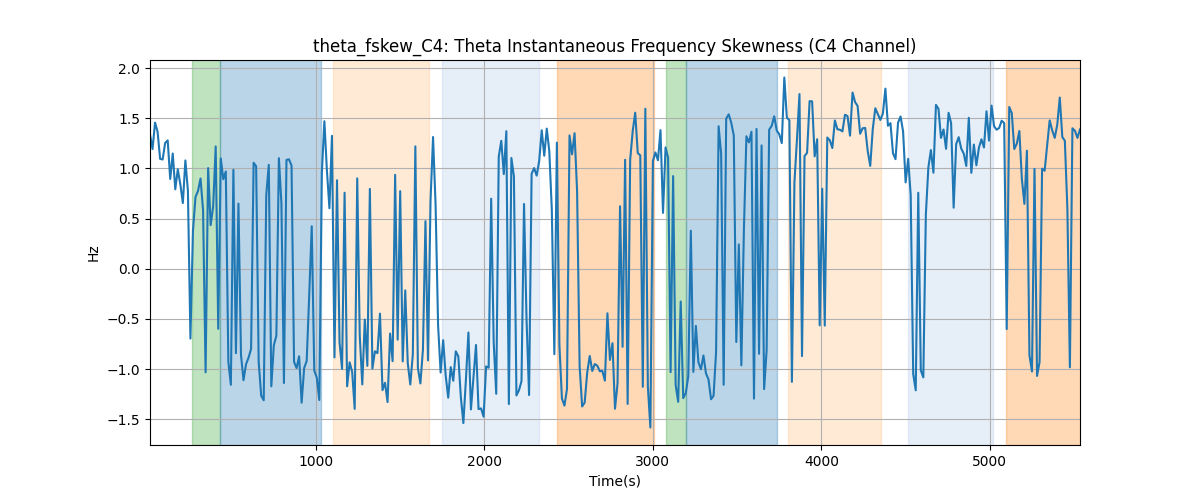 theta_fskew_C4: Theta Instantaneous Frequency Skewness (C4 Channel)
2.0
1.5
1.0
0.5
0.0
−0.5
−1.0
−1.5
Hz
1000 2000 3000 4000 5000
Time(s)